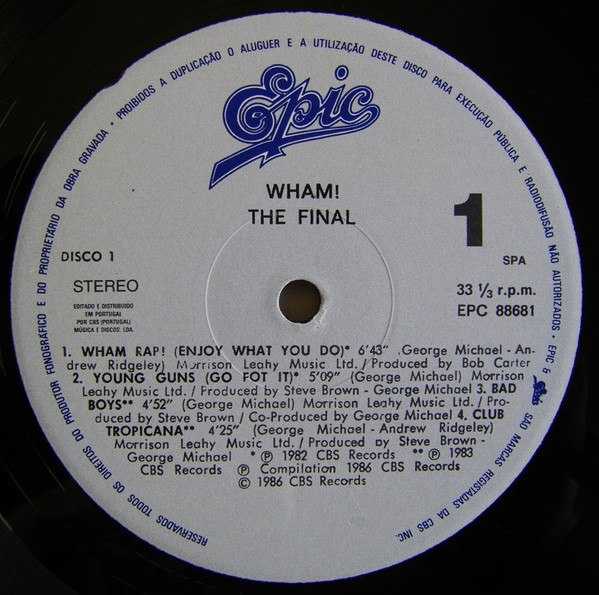 RESERVADOS TODOS OS DIREITOS DO PRODUTOR FONOGRÁFICO E DO PROPRIETÁRIO DA OBRA GRAVADA • PROIBIDOS A DUPLICAÇÃO O ALUGUER E A UTILIZAÇÃO DESTE DISCO PARA EXECUÇÃO PÚBLICA E RADIODIFUSÃO NÃO AUTORIZADOS • EPIC & Epic SÃO MARCAS REGISTADAS DA CBS INC.
Epic
WHAM!
THE FINAL
1
DISCO 1
SPA
STEREO
33 1/3 r.p.m.
EPC 88681
EDITADO E DISTRIBUIDO
EM PORTUGAL
POR CBS (PORTUGAL)
MÚSICA E DISCOS, LDA.
1. WHAM RAP! (ENJOY WHAT YOU DO)* 6'43" (George Michael - An-
drew Ridgeley) Morrison Leahy Music Ltd. / Produced by Bob Carter
2. YOUNG GUNS (GO FOT IT)* 5'09" (George Michael) Morrison
Leahy Music Ltd. / Produced by Steve Brown - George Michael 3. BAD
BOYS** 4'52" (George Michael) Morrison Leahy Music Ltd. / Pro-
duced by Steve Brown / Co-Produced by George Michael 4. CLUB
TROPICANA** 4'25" (George Michael - Andrew Ridgeley)
Morrison Leahy Music Ltd. / Produced by Steve Brown -
George Michael * ℗ 1982 CBS Records ** ℗ 1983
CBS Records ℗ Compilation 1986 CBS Records
© 1986 CBS Records